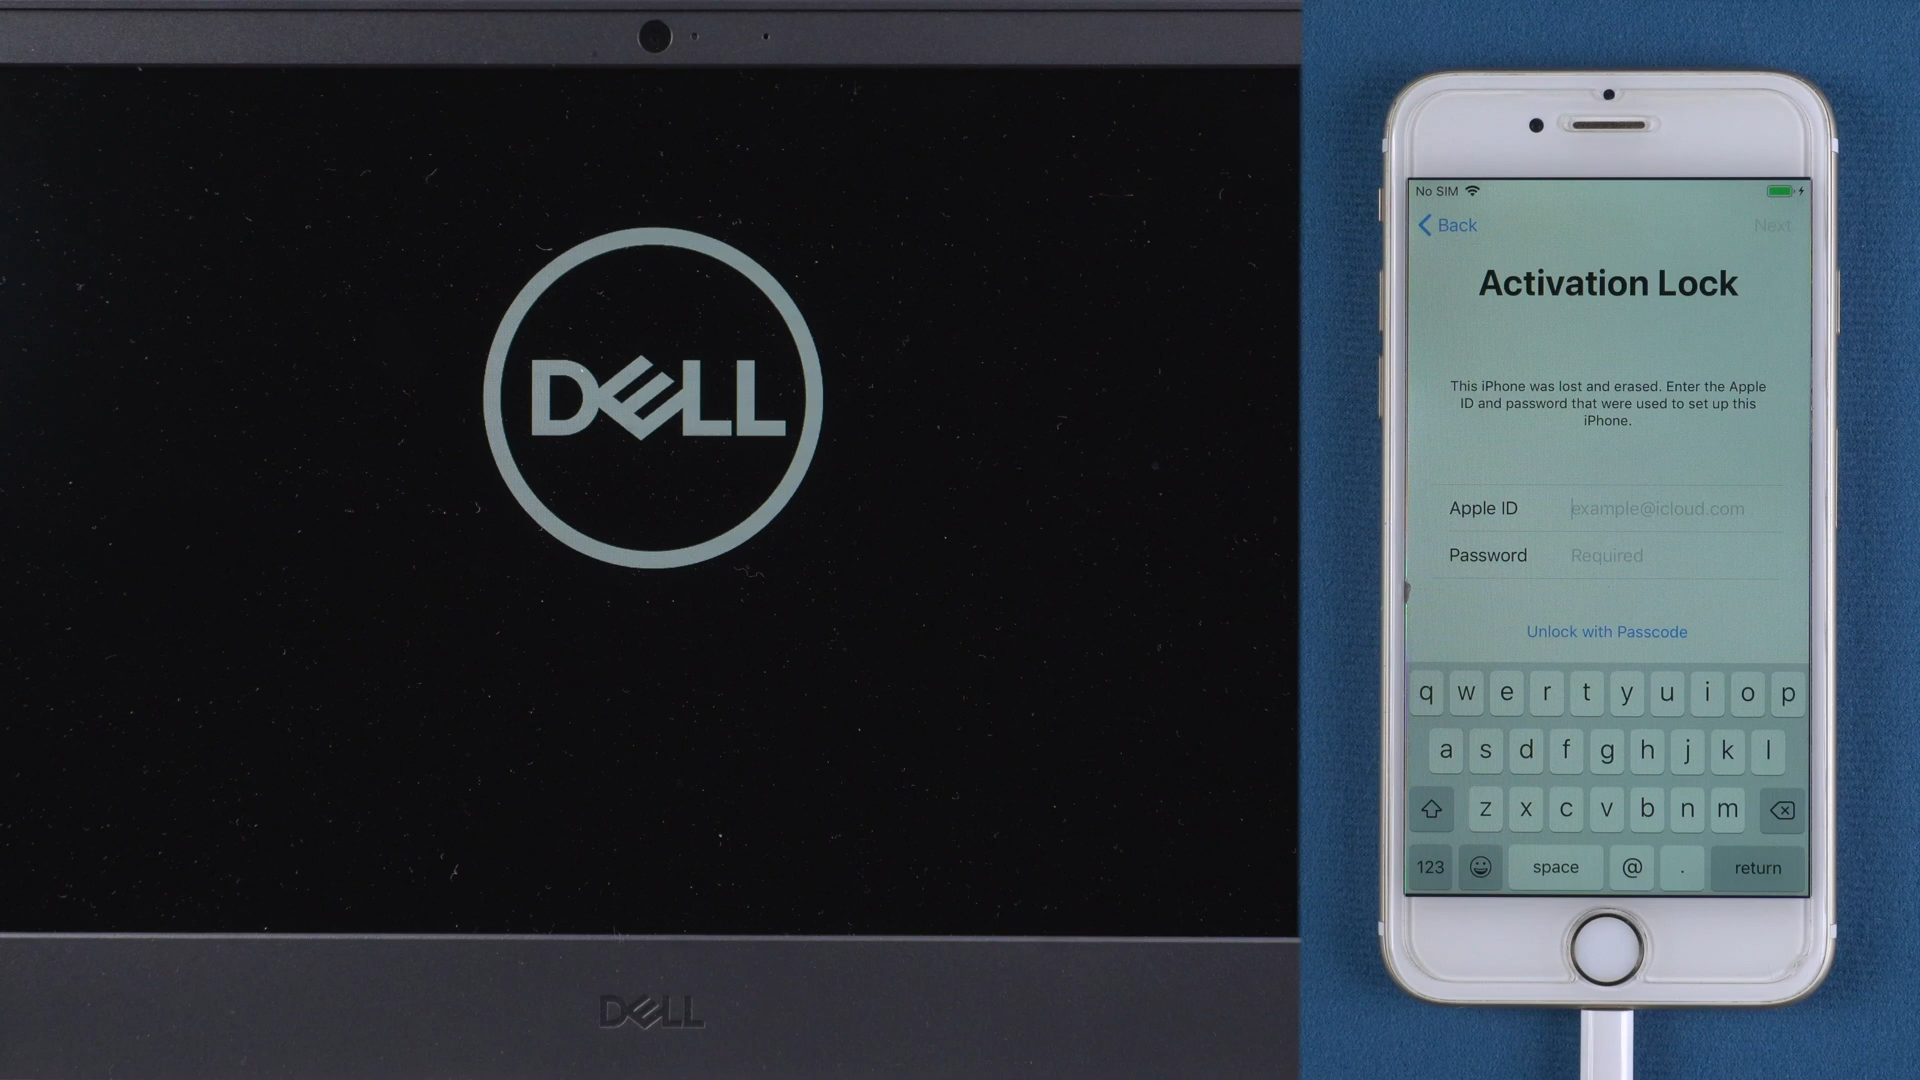 DELL
DELL
No SIM
Back
Next
Activation Lock
This iPhone was lost and erased. Enter the Apple
ID and password that were used to set up this
iPhone.
Apple ID example@icloud.com
Password Required
Unlock with Passcode
q w e r t y u i o p
a s d f g h j k l
z x c v b n m
123 space @ . return